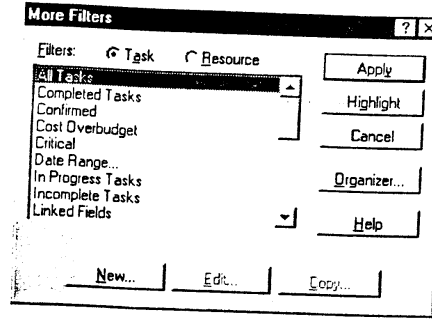 More Filters
Filters: Task Resource
All Tasks
Completed Tasks
Confirmed
Cost Overbudget
Critical
Date Range...
In Progress Tasks
Incomplete Tasks
Linked Fields
Apply
Highlight
Cancel
Organizer...
Help
New... Edit... Copy...